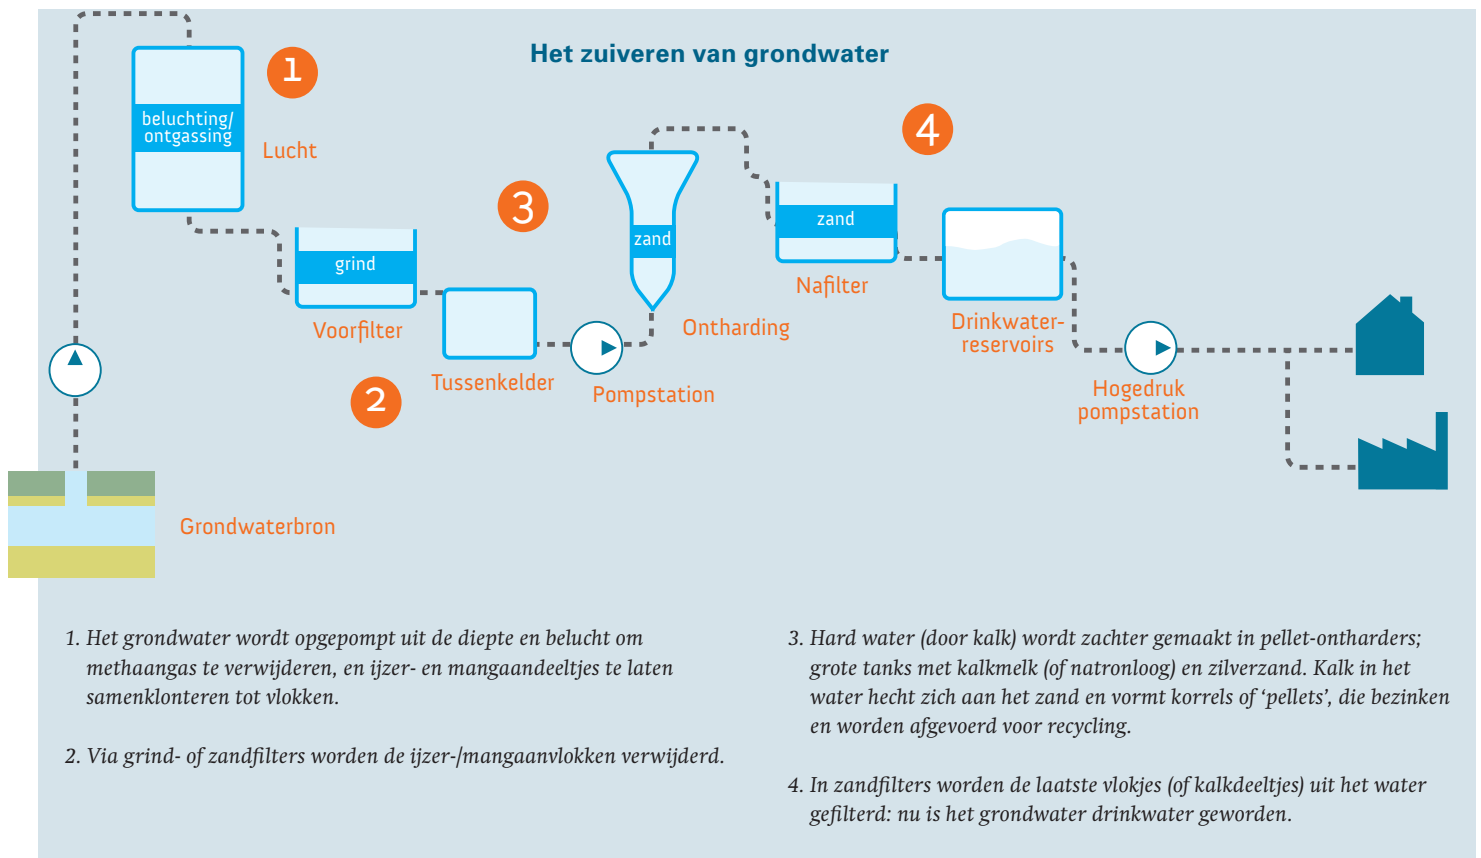 Het zuiveren van grondwater
1
beluchting/
ontgassing
Lucht
grind
Voorfilter
2
Tussenkelder
3
Pompstation
zand
Ontharding
4
zand
Nafilter
Drinkwater-
reservoirs
Hogedruk
pompstation
Grondwaterbron
1. Het grondwater wordt opgepompt uit de diepte en belucht om
methaangas te verwijderen, en ijzer- en mangaandeeltjes te laten
samenklonteren tot vlokken.
2. Via grind- of zandfilters worden de ijzer-/mangaanvlokken verwijderd.
3. Hard water (door kalk) wordt zachter gemaakt in pellet-ontharders;
grote tanks met kalkmelk (of natronloog) en zilverzand. Kalk in het
water hecht zich aan het zand en vormt korrels of ‘pellets’, die bezinken
en worden afgevoerd voor recycling.
4. In zandfilters worden de laatste vlokjes (of kalkdeeltjes) uit het water
gefilterd: nu is het grondwater drinkwater geworden.